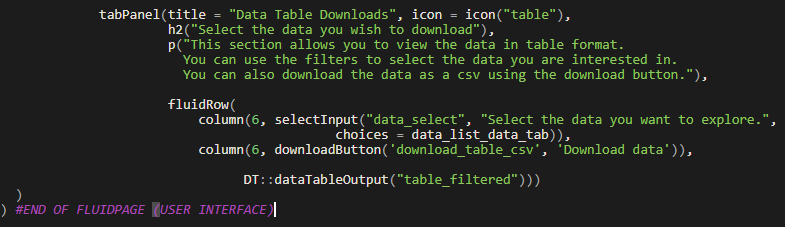 tabPanel(title = "Data Table Downloads", icon = icon("table"),
h2("Select the data you wish to download"),
p("This section allows you to view the data in table format.
You can use the filters to select the data you are interested in.
You can also download the data as a csv using the download button."),
fluidRow(
column(6, selectInput("data_select", "Select the data you want to explore.",
choices = data_list_data_tab)),
column(6, downloadButton('download_table_csv', 'Download data')),
DT::dataTableOutput("table_filtered")))
)
) #END OF FLUIDPAGE (USER INTERFACE)